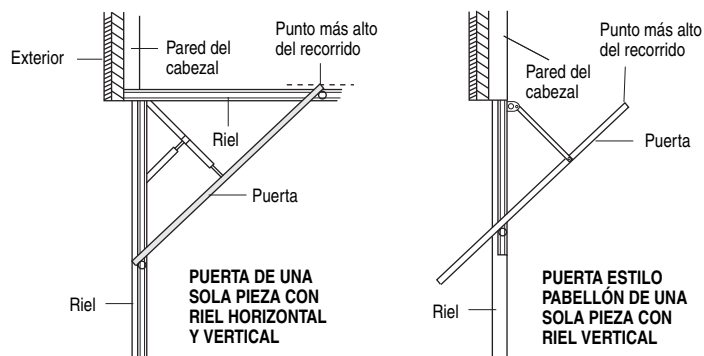 Exterior
Pared del
cabezal
Punto más alto
del recorrido
Riel
Puerta
Riel
PUERTA DE UNA
SOLA PIEZA CON
RIEL HORIZONTAL
Y VERTICAL
Punto más alto
del recorrido
Pared del
cabezal
Puerta
Riel
PUERTA ESTILO
PABELLÓN DE UNA
SOLA PIEZA CON
RIEL VERTICAL